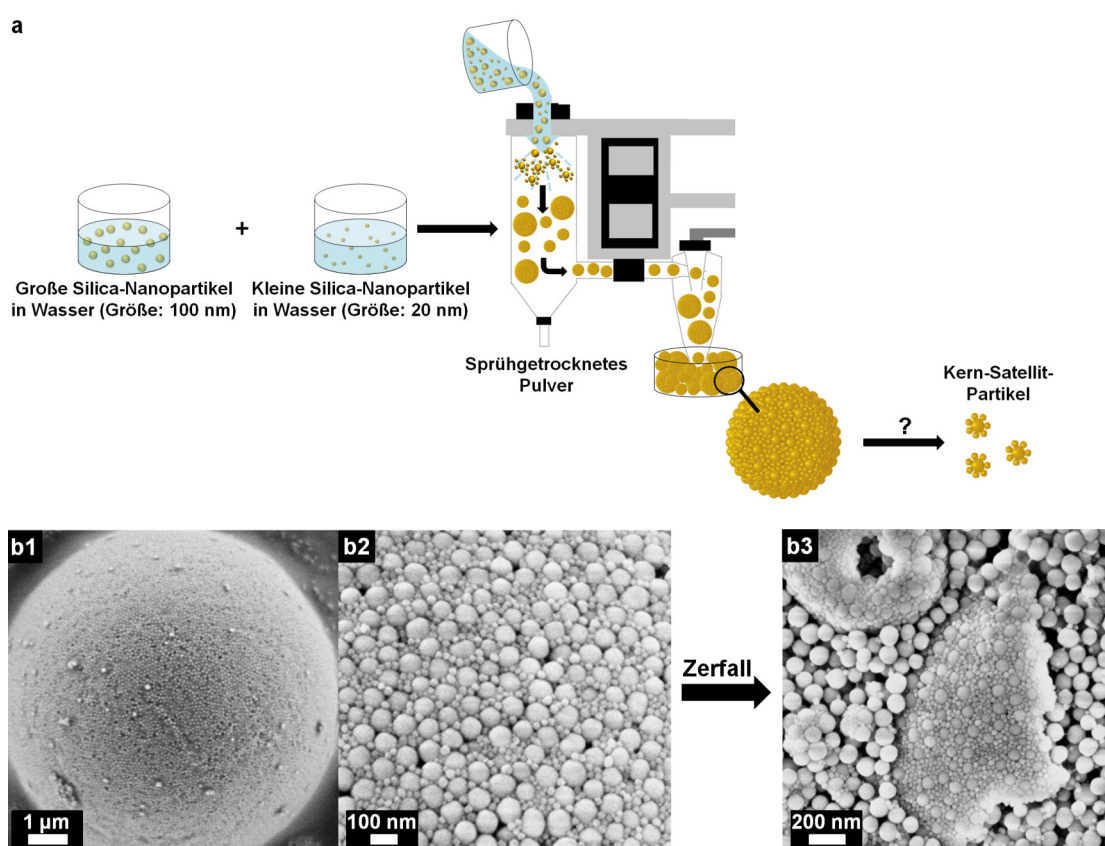 a
+
Große Silica-Nanopartikel
in Wasser (Größe: 100 nm)
Kleine Silica-Nanopartikel
in Wasser (Größe: 20 nm)
Sprühgetrocknetes
Pulver
Kern-Satellit-
Partikel
?
b1
b2
b3
Zerfall
1 µm
100 nm
200 nm